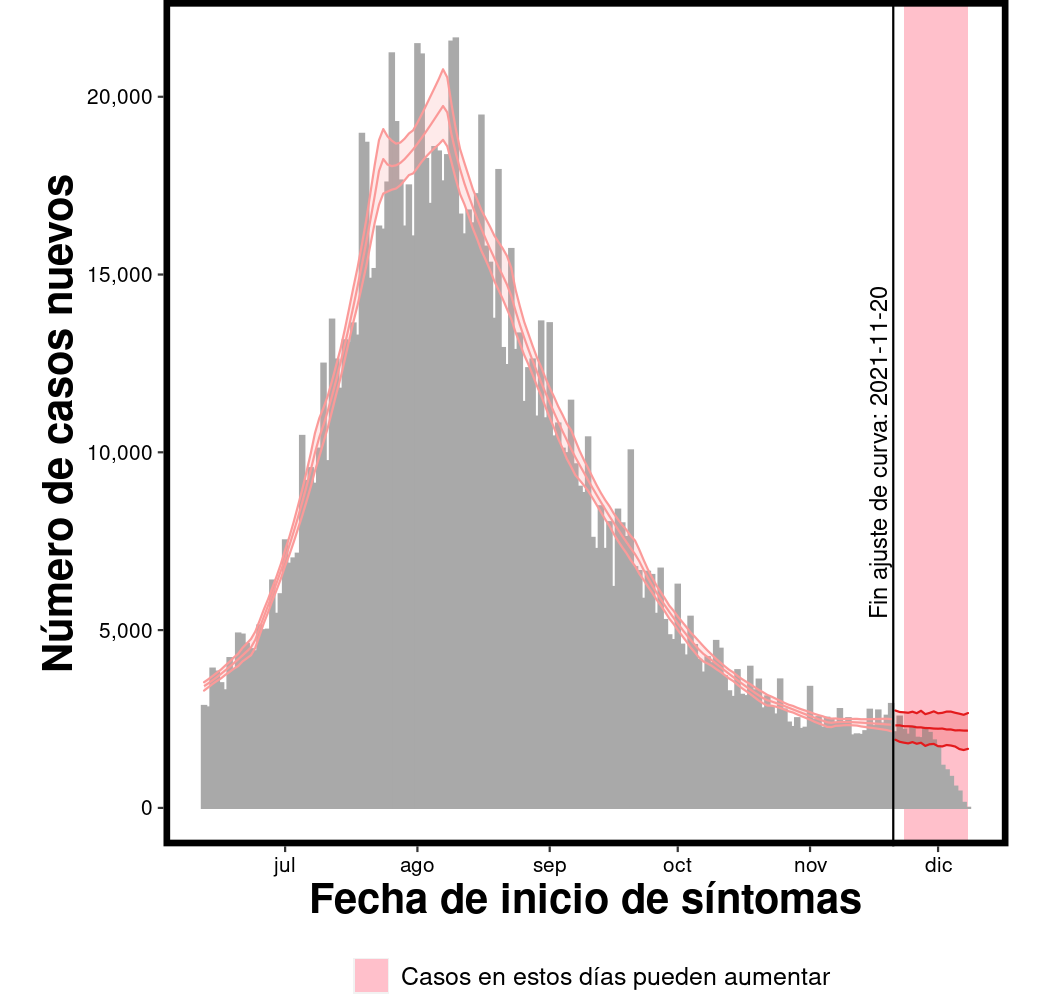 Número de casos nuevos
20,000
15,000
10,000
5,000
0
Fin ajuste de curva: 2021-11-20
jul ago sep oct nov dic
Fecha de inicio de síntomas
Casos en estos días pueden aumentar